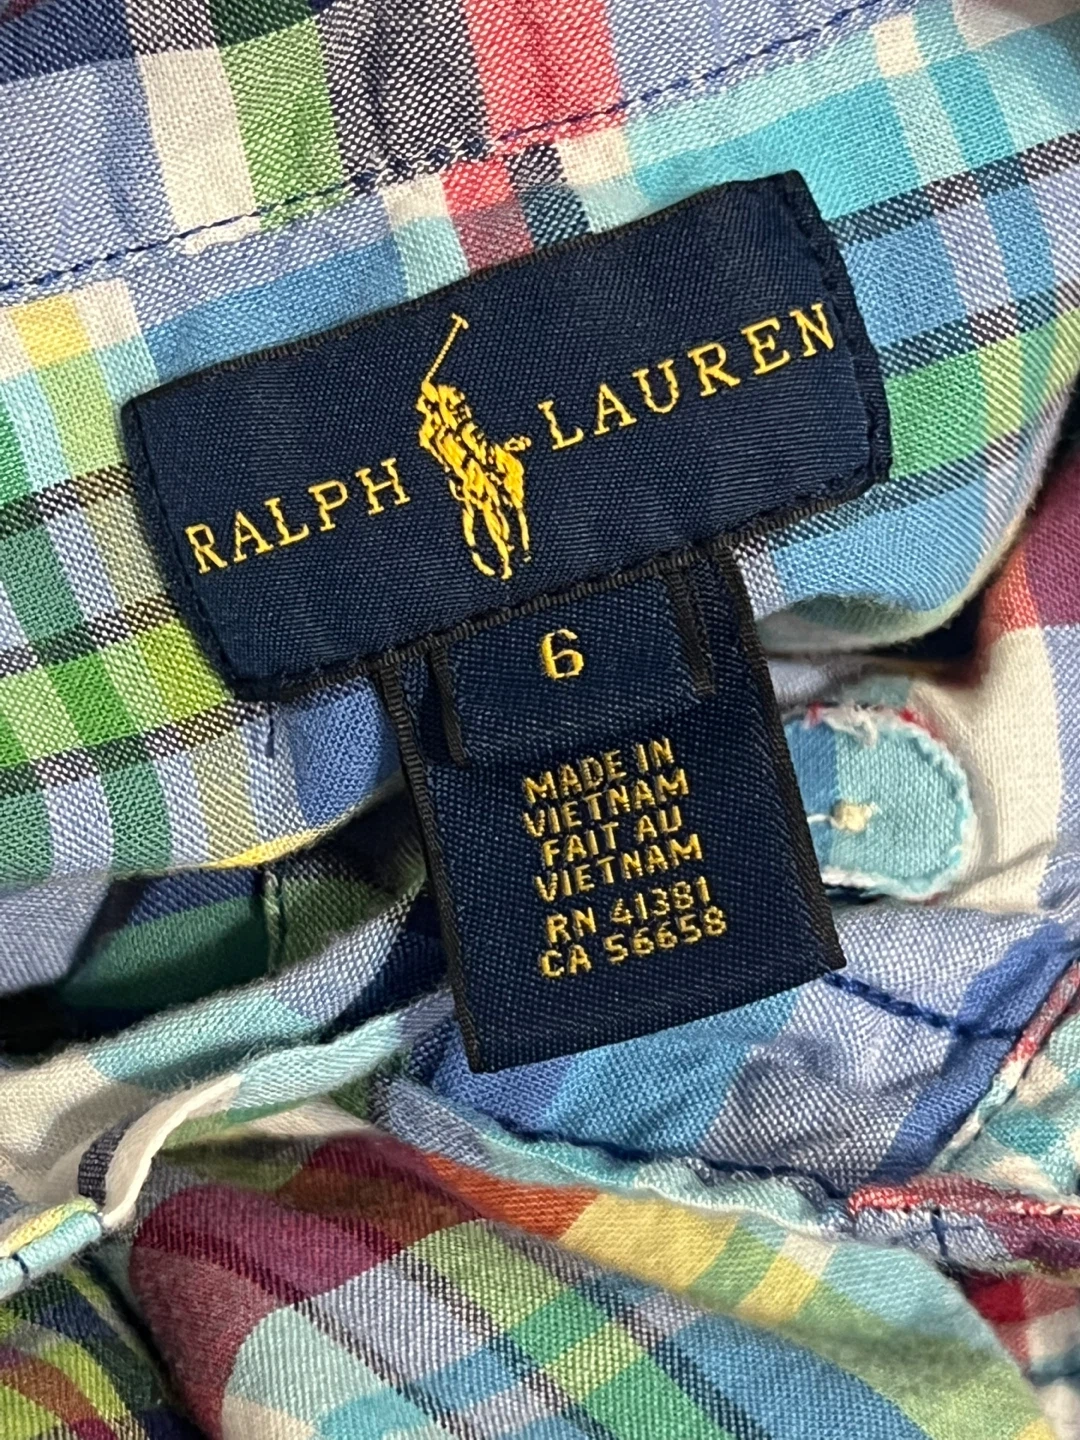 RALPH LAUREN
6
MADE IN
VIETNAM
FAIT AU
VIETNAM
RN 41381
CA 56658